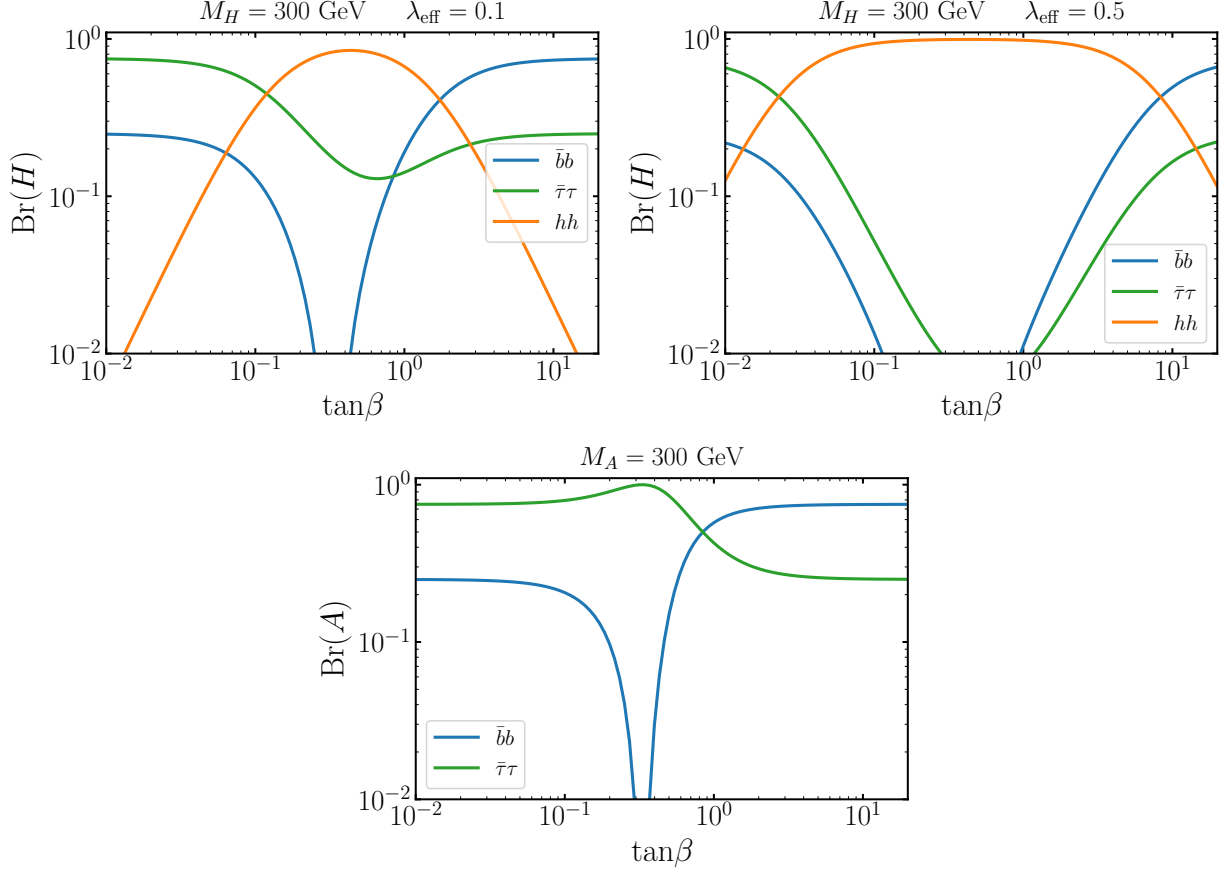 M_H = 300 GeV λ_eff = 0.1
Br(H)
10^0
10^{-1}
10^{-2}
b̄b
τ̄τ
hh
10^{-2} 10^{-1} 10^0 10^1
tanβ
M_H = 300 GeV λ_eff = 0.5
Br(H)
10^0
10^{-1}
10^{-2}
b̄b
τ̄τ
hh
10^{-2} 10^{-1} 10^0 10^1
tanβ
M_A = 300 GeV
Br(A)
10^0
10^{-1}
10^{-2}
b̄b
τ̄τ
10^{-2} 10^{-1} 10^0 10^1
tanβ